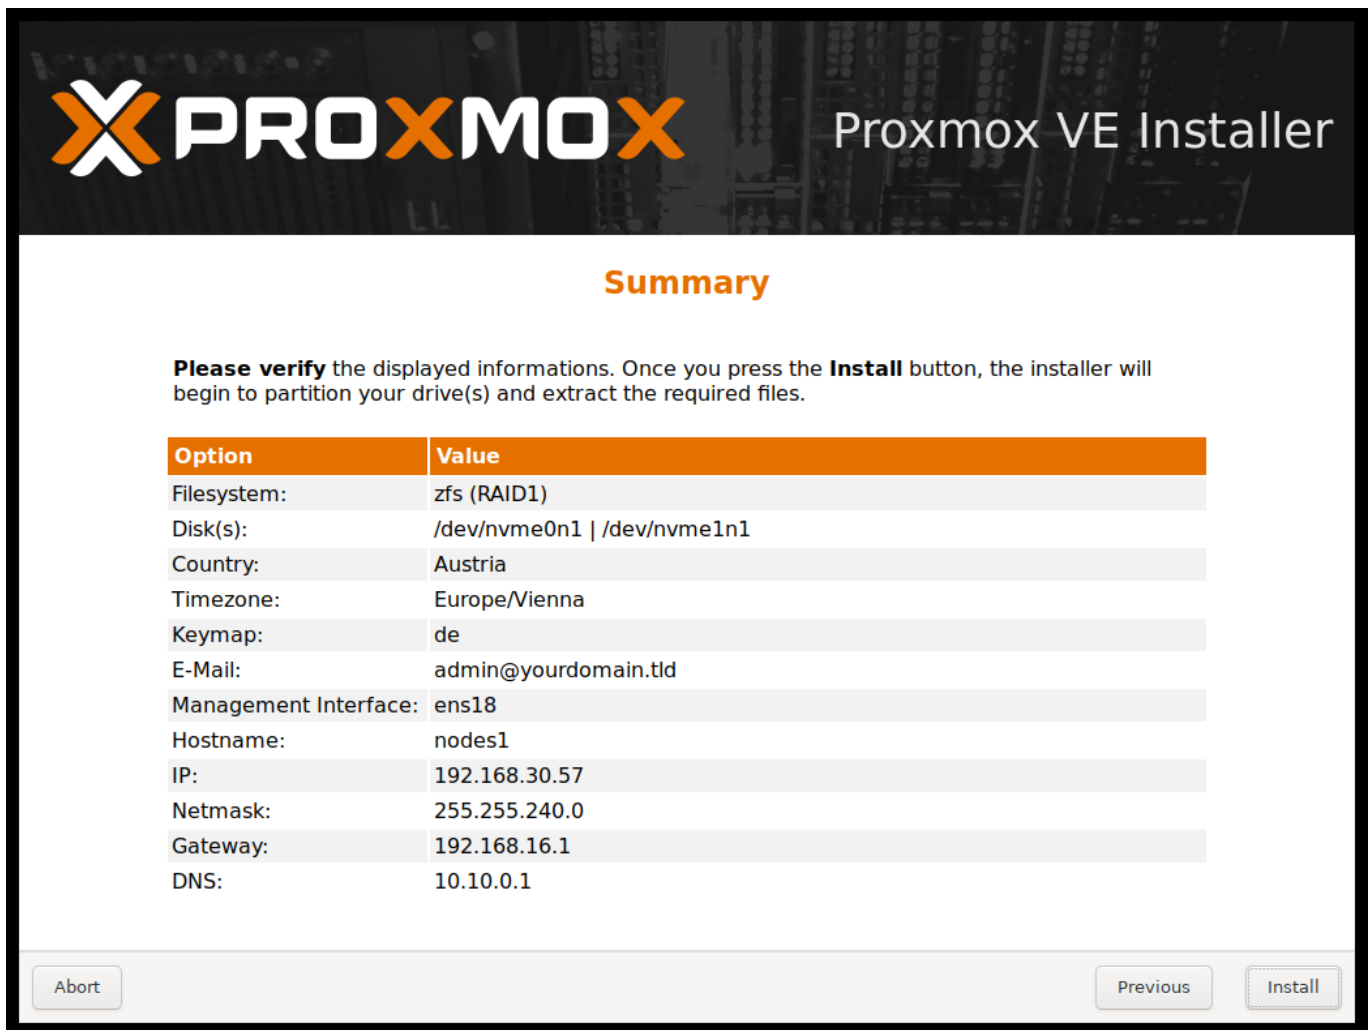 PROXMOX
Proxmox VE Installer
Summary
Please verify the displayed informations. Once you press the Install button, the installer will
begin to partition your drive(s) and extract the required files.
Option Value
Filesystem: zfs (RAID1)
Disk(s): /dev/nvme0n1 | /dev/nvme1n1
Country: Austria
Timezone: Europe/Vienna
Keymap: de
E-Mail: admin@yourdomain.tld
Management Interface: ens18
Hostname: nodes1
IP: 192.168.30.57
Netmask: 255.255.240.0
Gateway: 192.168.16.1
DNS: 10.10.0.1
Abort Previous Install